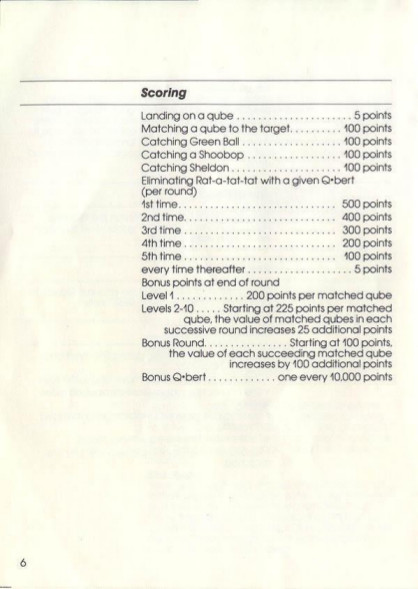 Scoring
Landing on a qube . . . . . . . . . . . . . . . . . . . . . . 5 points
Matching a qube to the target. . . . . . . . . . 100 points
Catching Green Ball . . . . . . . . . . . . . . . . . . . 100 points
Catching a Shoobop . . . . . . . . . . . . . . . . . . 100 points
Catching Sheldon . . . . . . . . . . . . . . . . . . . . . 100 points
Eliminating Rat-a-tat-tat with a given Q•bert
(per round)
1st time. . . . . . . . . . . . . . . . . . . . . . . . . . . . . . 500 points
2nd time. . . . . . . . . . . . . . . . . . . . . . . . . . . . . 400 points
3rd time . . . . . . . . . . . . . . . . . . . . . . . . . . . . . 300 points
4th time . . . . . . . . . . . . . . . . . . . . . . . . . . . . . 200 points
5th time . . . . . . . . . . . . . . . . . . . . . . . . . . . . . 100 points
every time thereafter . . . . . . . . . . . . . . . . . . . . 5 points
Bonus points at end of round
Level 1 . . . . . . . . . . . . . 200 points per matched qube
Levels 2-10 . . . . . Starting at 225 points per matched
qube, the value of matched qubes in each
successive round increases 25 additional points
Bonus Round. . . . . . . . . . . . . . . . Starting at 100 points,
the value of each succeeding matched qube
increases by 100 additional points
Bonus Q•bert . . . . . . . . . . . . . one every 10,000 points
6